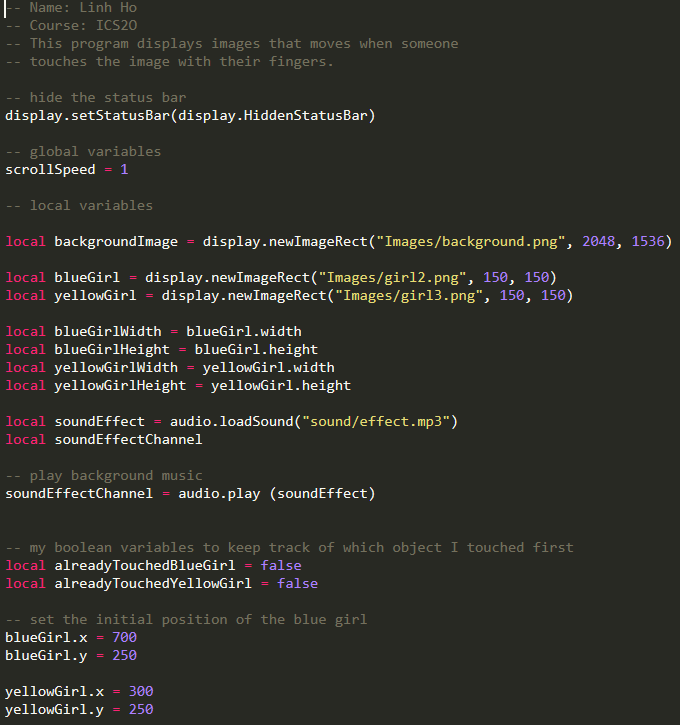 -- Name: Linh Ho
-- Course: ICS2O
-- This program displays images that moves when someone
-- touches the image with their fingers.
-- hide the status bar
display.setStatusBar(display.HiddenStatusBar)
-- global variables
scrollSpeed = 1
-- local variables
local backgroundImage = display.newImageRect("Images/background.png", 2048, 1536)
local blueGirl = display.newImageRect("Images/girl2.png", 150, 150)
local yellowGirl = display.newImageRect("Images/girl3.png", 150, 150)
local blueGirlWidth = blueGirl.width
local blueGirlHeight = blueGirl.height
local yellowGirlWidth = yellowGirl.width
local yellowGirlHeight = yellowGirl.height
local soundEffect = audio.loadSound("sound/effect.mp3")
local soundEffectChannel
-- play background music
soundEffectChannel = audio.play (soundEffect)
-- my boolean variables to keep track of which object I touched first
local alreadyTouchedBlueGirl = false
local alreadyTouchedYellowGirl = false
-- set the initial position of the blue girl
blueGirl.x = 700
blueGirl.y = 250
yellowGirl.x = 300
yellowGirl.y = 250